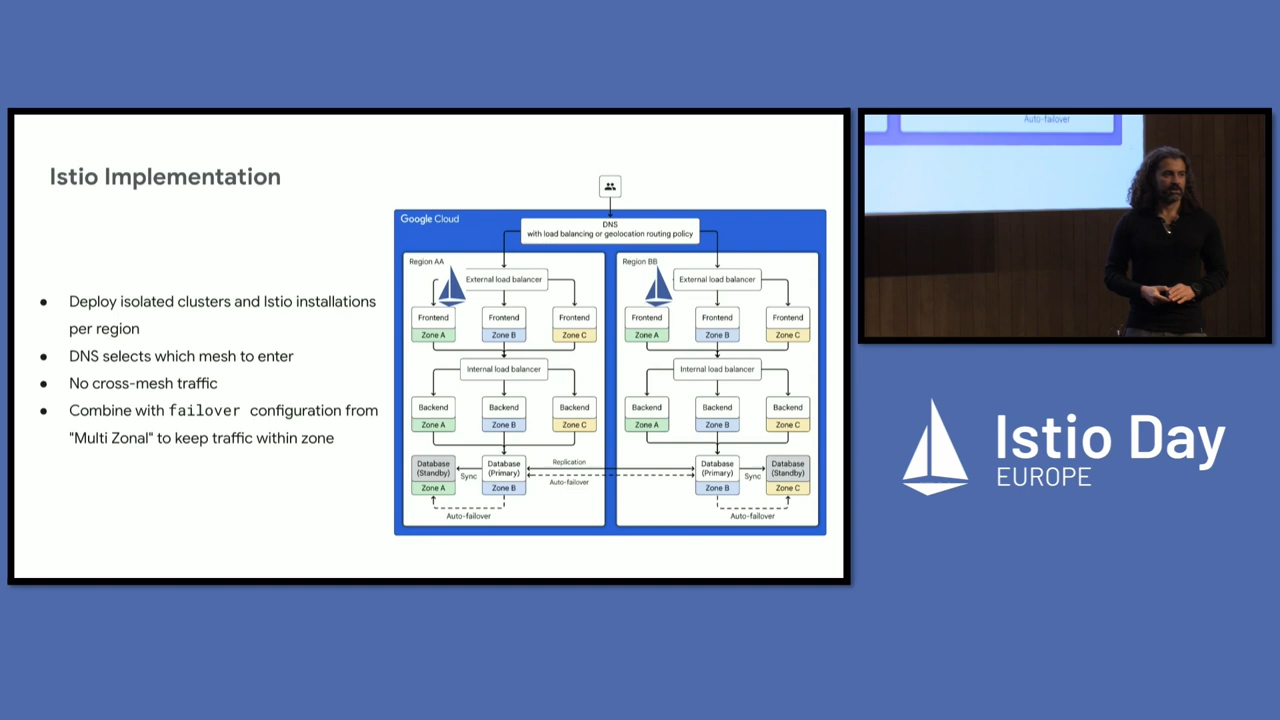 Istio Implementation
● Deploy isolated clusters and Istio installations
per region
● DNS selects which mesh to enter
● No cross-mesh traffic
● Combine with failover configuration from
"Multi Zonal" to keep traffic within zone
Google Cloud
DNS
with load balancing or geolocation routing policy
Region AA
External load balancer
Frontend Frontend Frontend
Zone A Zone B Zone C
Internal load balancer
Backend Backend Backend
Zone A Zone B Zone C
Database
(Standby)
Zone A
Sync
Database
(Primary)
Zone B
Auto-failover
Replication
Auto-failover
Region BB
External load balancer
Frontend Frontend Frontend
Zone A Zone B Zone C
Internal load balancer
Backend Backend Backend
Zone A Zone B Zone C
Database
(Primary)
Zone B
Sync
Database
(Standby)
Zone C
Auto-failover
Auto-failover
Istio Day
EUROPE